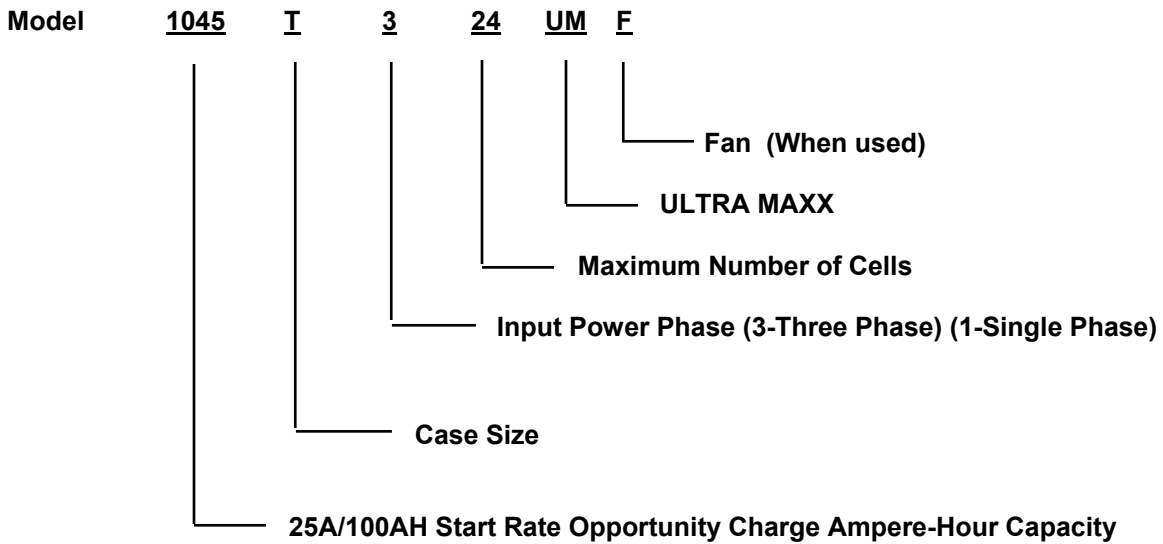 Model 1045 T 3 24 UM F
Fan (When used)
ULTRA MAXX
Maximum Number of Cells
Input Power Phase (3-Three Phase) (1-Single Phase)
Case Size
25A/100AH Start Rate Opportunity Charge Ampere-Hour Capacity